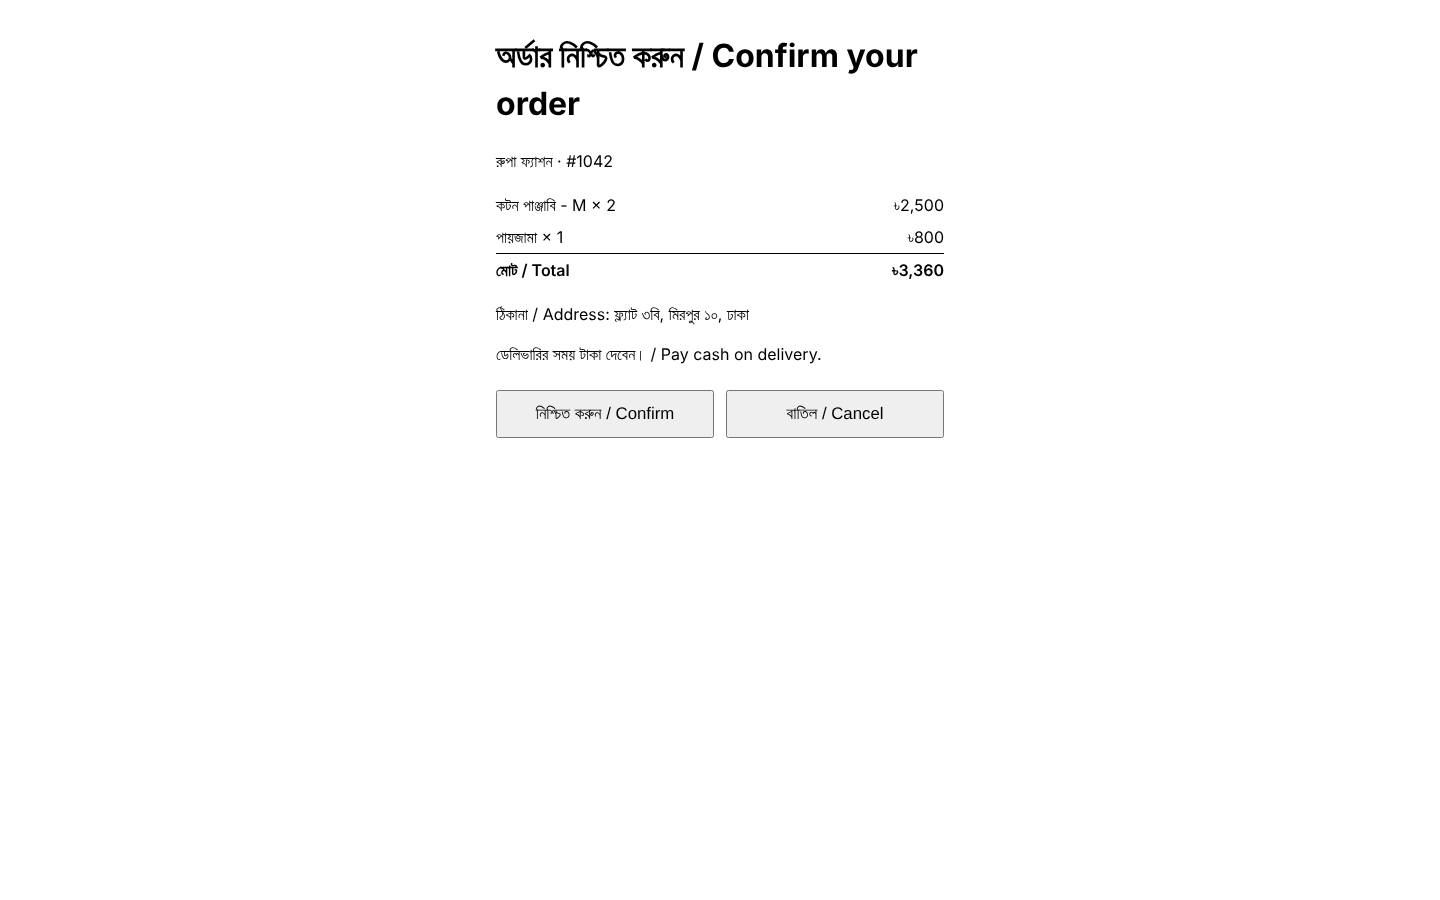 অর্ডার নিশ্চিত করুন / Confirm your
order
রুপা ফ্যাশন · #1042
কটন পাঞ্জাবি - M × 2 ৳2,500
পায়জামা × 1 ৳800
মোট / Total ৳3,360
ঠিকানা / Address: ফ্ল্যাট ৩বি, মিরপুর ১০, ঢাকা
ডেলিভারির সময় টাকা দেবেন। / Pay cash on delivery.
নিশ্চিত করুন / Confirm বাতিল / Cancel